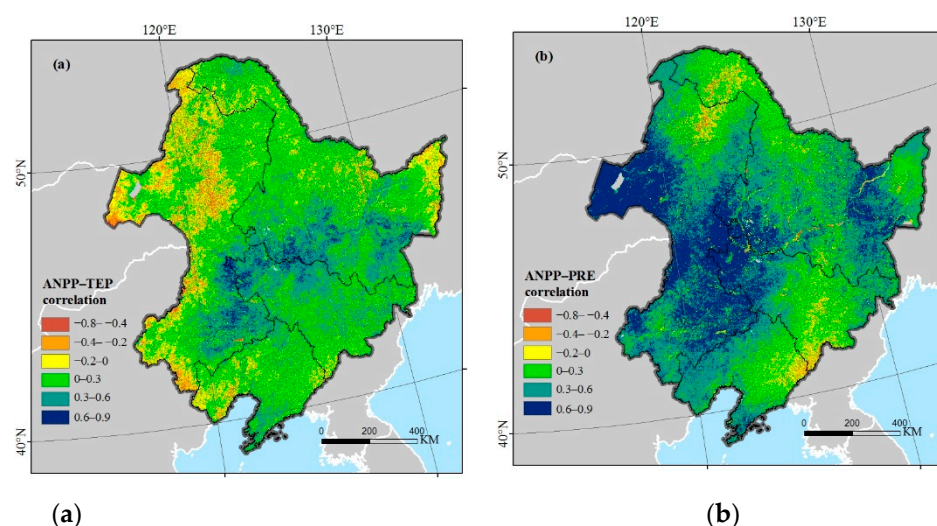 120°E
130°E
(a)
50°N
40°N
ANPP–TEP
correlation
−0.8–−0.4
−0.4–−0.2
−0.2–0
0–0.3
0.3–0.6
0.6–0.9
0 200 400
KM
(a)
120°E
130°E
(b)
50°N
40°N
ANPP–PRE
correlation
−0.8–−0.4
−0.4–−0.2
−0.2–0
0–0.3
0.3–0.6
0.6–0.9
0 200 400
KM
(b)